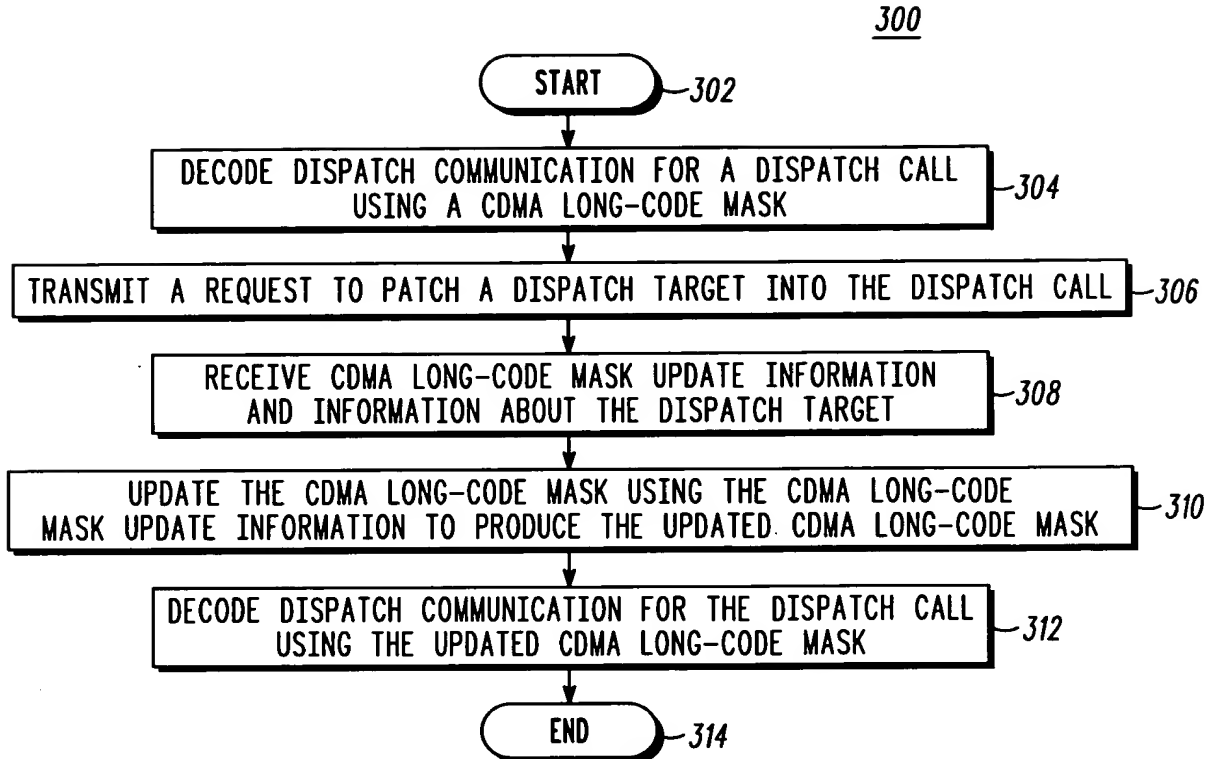 300
START
302
DECODE DISPATCH COMMUNICATION FOR A DISPATCH CALL
USING A CDMA LONG-CODE MASK
304
TRANSMIT A REQUEST TO PATCH A DISPATCH TARGET INTO THE DISPATCH CALL
306
RECEIVE CDMA LONG-CODE MASK UPDATE INFORMATION
AND INFORMATION ABOUT THE DISPATCH TARGET
308
UPDATE THE CDMA LONG-CODE MASK USING THE CDMA LONG-CODE
MASK UPDATE INFORMATION TO PRODUCE THE UPDATED CDMA LONG-CODE MASK
310
DECODE DISPATCH COMMUNICATION FOR THE DISPATCH CALL
USING THE UPDATED CDMA LONG-CODE MASK
312
END
314